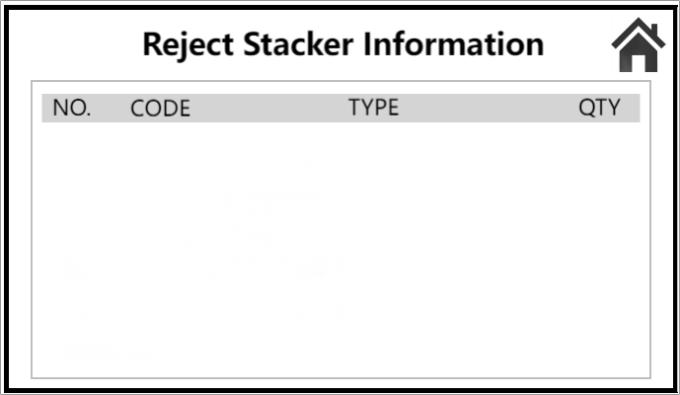 Reject Stacker Information
NO. CODE TYPE QTY